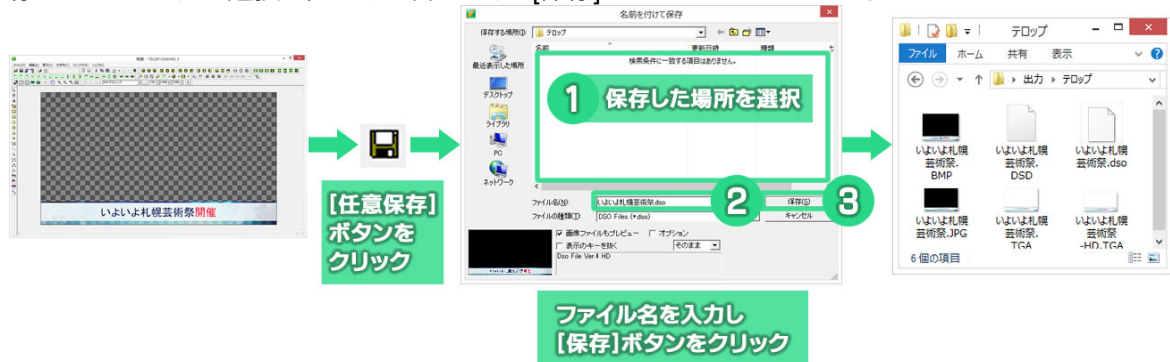 名前を付けて保存
保存する場所(I):
テロップ
名前
更新日時
種類
検索条件に一致する項目はありません。
最近表示した場所
デスクトップ
ライブラリ
PC
ネットワーク
1 保存した場所を選択
ファイル名(N):
いよいよ札幌芸術祭.dso
2
保存(S)
3
ファイルの種類(T):
DSO Files (*.dso)
キャンセル
画像ファイルもプレビュー
オプション
表示のキーを抜く
そのまま
Dso File Ver.4 HD
いよいよ札幌芸術祭開催
[任意保存]
ボタンを
クリック
ファイル名を入力し
[保存]ボタンをクリック
テロップ
ファイル
ホーム
共有
表示
出力
テロップ
いよいよ札幌
芸術祭.
BMP
いよいよ札幌
芸術祭.
DSD
いよいよ札幌
芸術祭.dso
いよいよ札幌
芸術祭.JPG
いよいよ札幌
芸術祭.
TGA
いよいよ札幌
芸術祭
-HD.TGA
6 個の項目